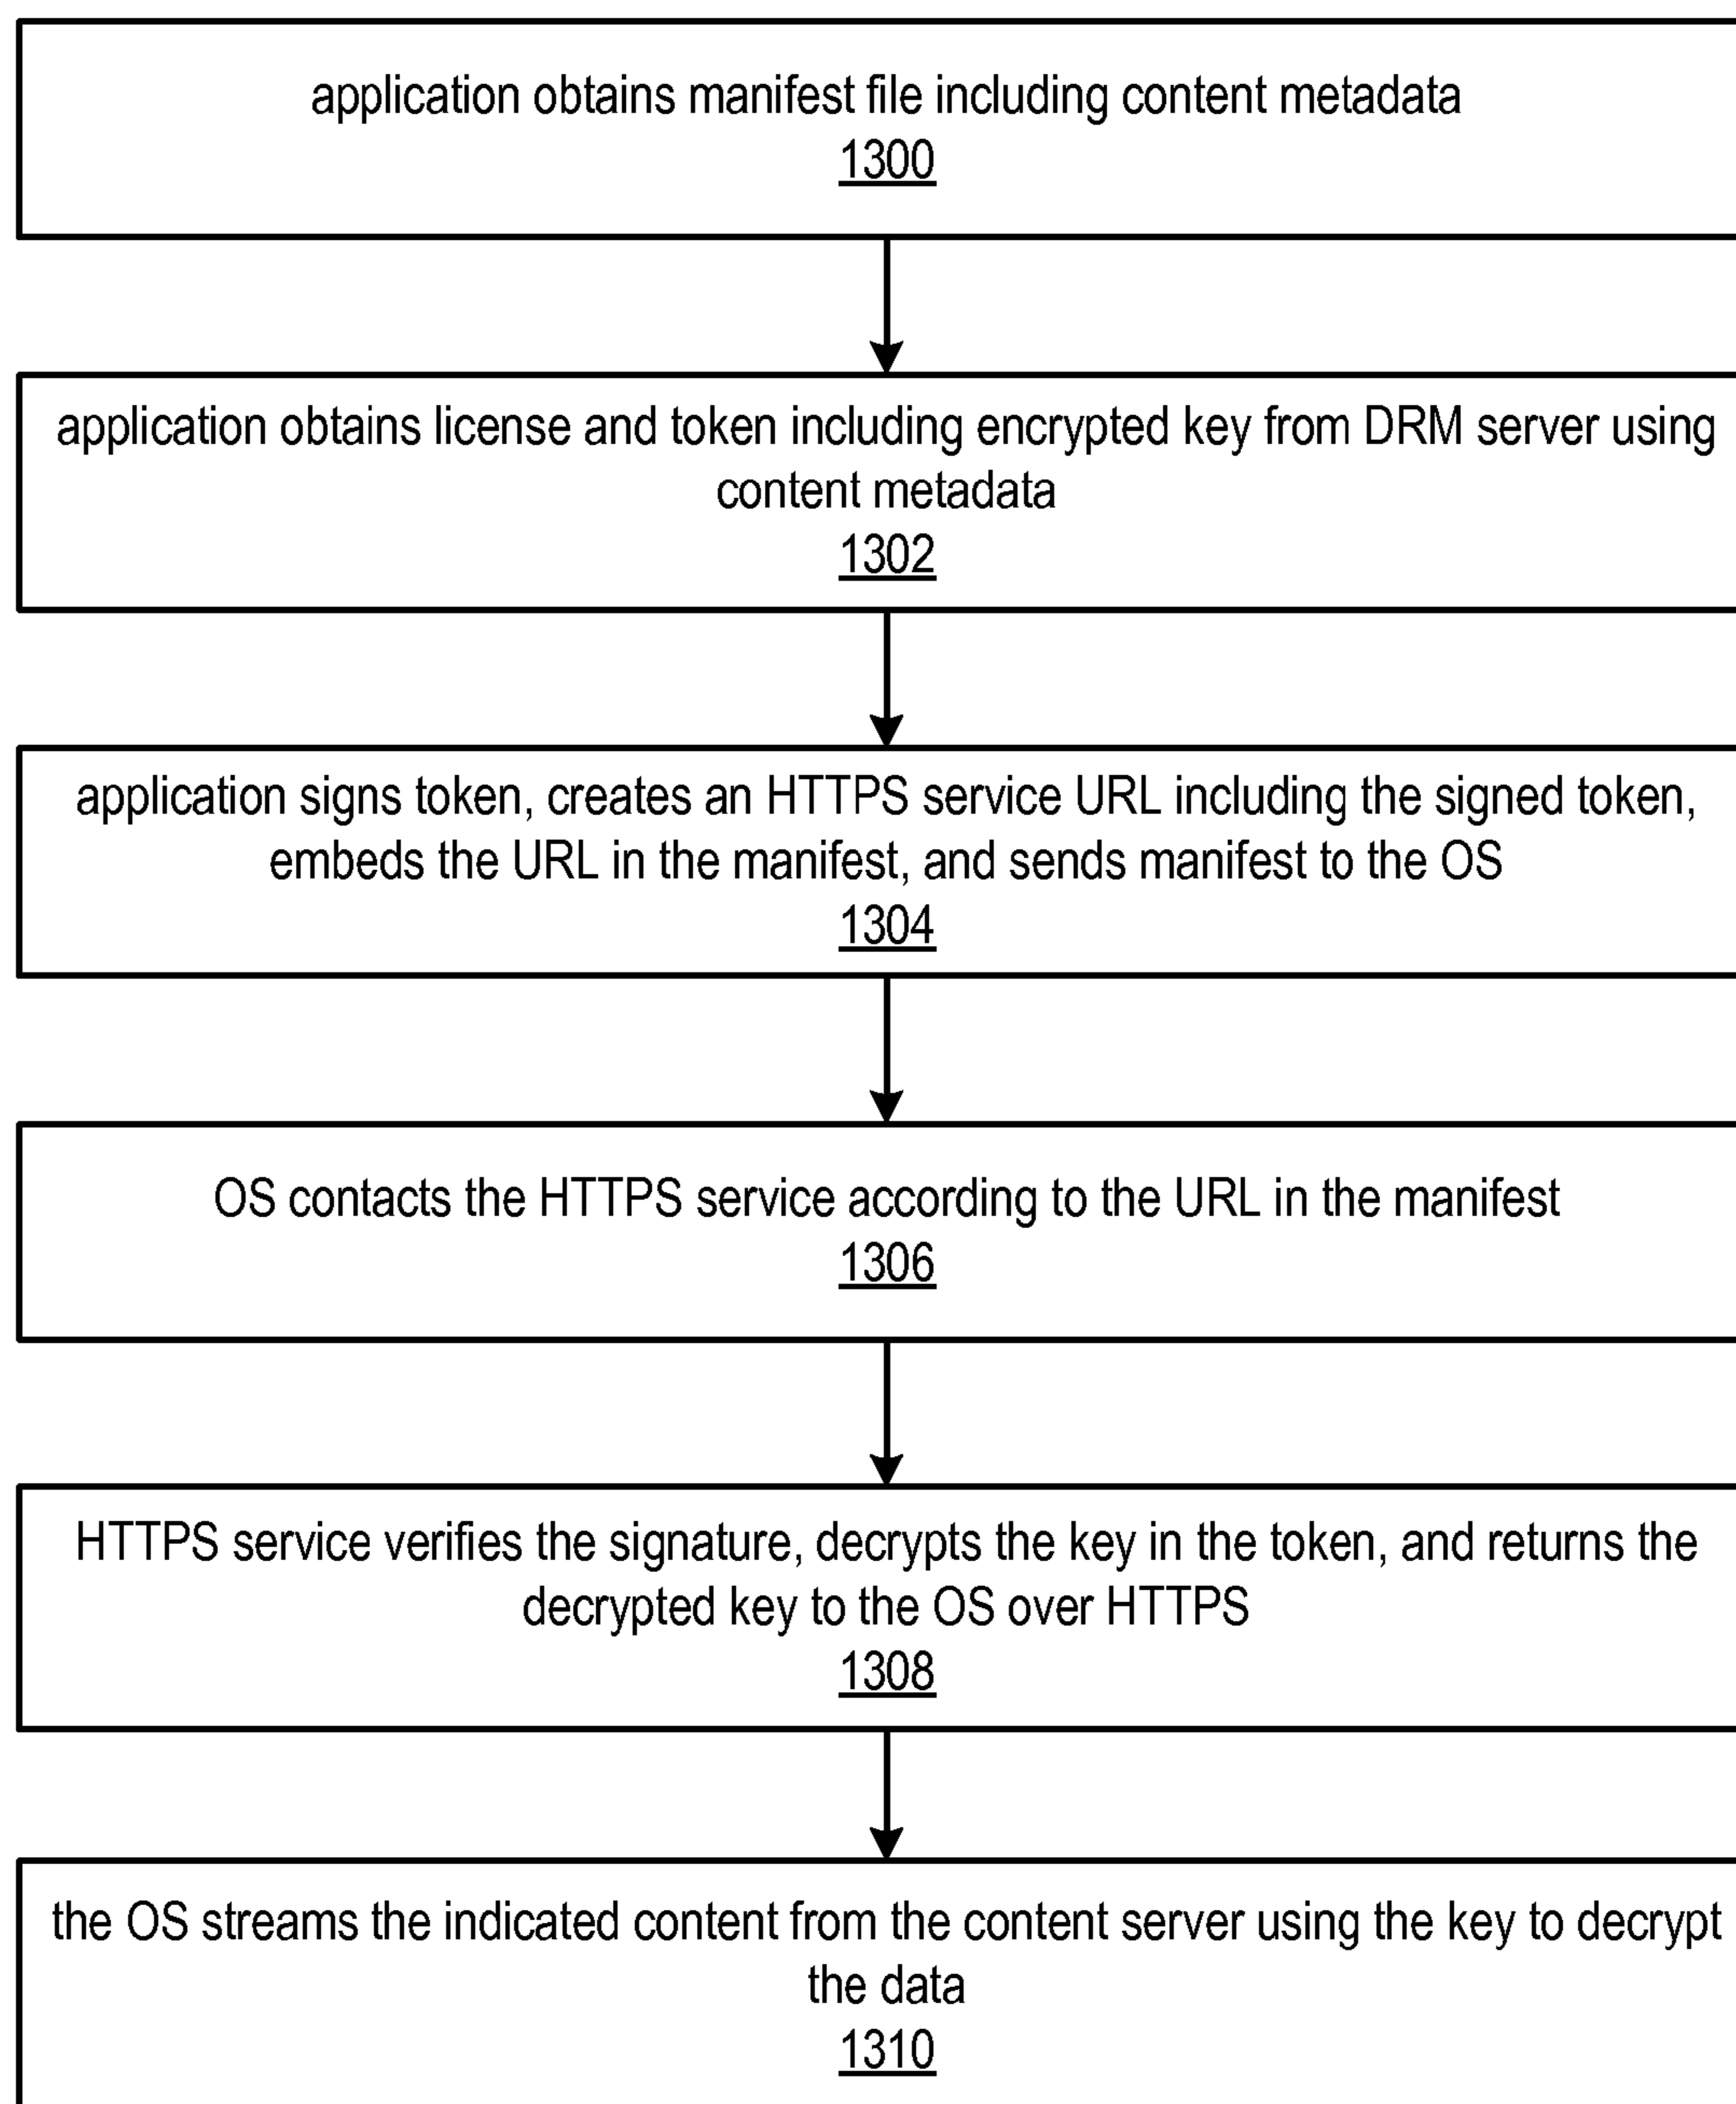 application obtains manifest file including content metadata
1300
application obtains license and token including encrypted key from DRM server using
content metadata
1302
application signs token, creates an HTTPS service URL including the signed token,
embeds the URL in the manifest, and sends manifest to the OS
1304
OS contacts the HTTPS service according to the URL in the manifest
1306
HTTPS service verifies the signature, decrypts the key in the token, and returns the
decrypted key to the OS over HTTPS
1308
the OS streams the indicated content from the content server using the key to decrypt
the data
1310